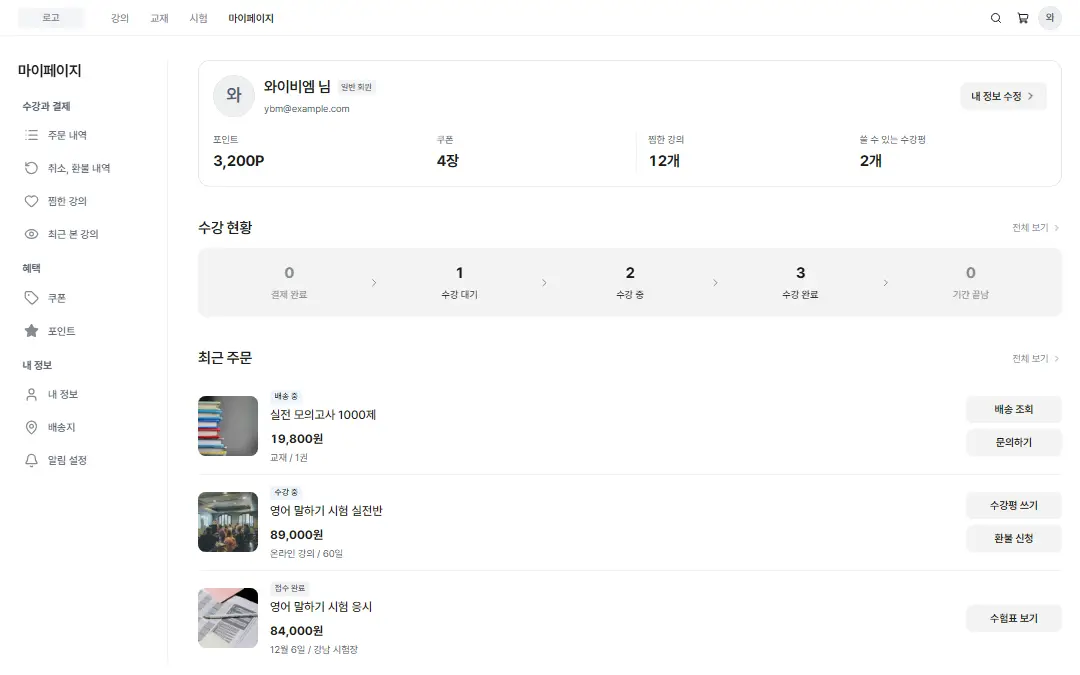 로고
강의
교재
시험
마이페이지
와
마이페이지
수강과 결제
주문 내역
취소, 환불 내역
찜한 강의
최근 본 강의
혜택
쿠폰
포인트
내 정보
내 정보
배송지
알림 설정
와
와이비엠 님 일반 회원
ybm@example.com
내 정보 수정
포인트
3,200P
쿠폰
4장
찜한 강의
12개
쓸 수 있는 수강평
2개
수강 현황
전체 보기
0
결제 완료
1
수강 대기
2
수강 중
3
수강 완료
0
기간 끝남
최근 주문
전체 보기
배송 중
실전 모의고사 1000제
19,800원
교재 / 1권
배송 조회
문의하기
수강 중
영어 말하기 시험 실전반
89,000원
온라인 강의 / 60일
수강평 쓰기
환불 신청
접수 완료
영어 말하기 시험 응시
84,000원
12월 6일 / 강남 시험장
수험표 보기